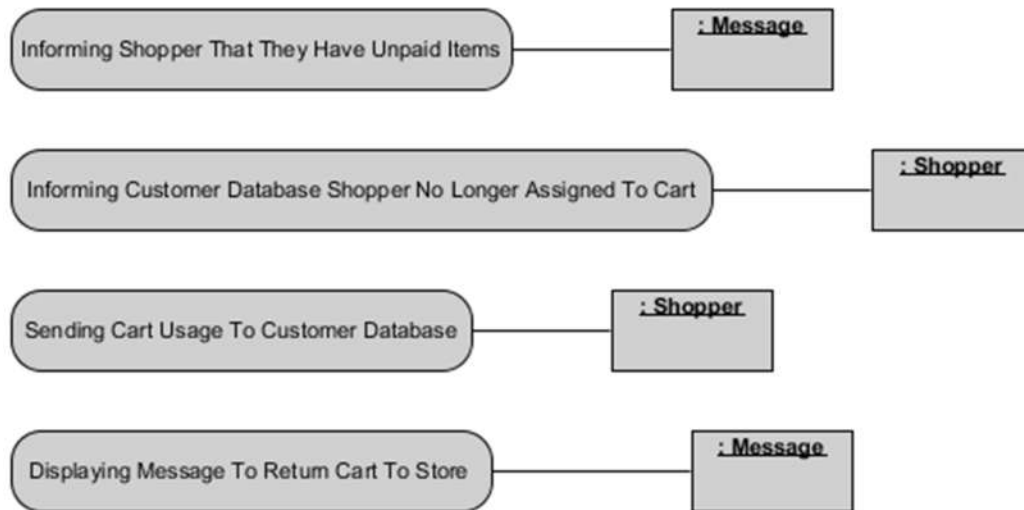 Informing Shopper That They Have Unpaid Items
: Message
Informing Customer Database Shopper No Longer Assigned To Cart
: Shopper
Sending Cart Usage To Customer Database
: Shopper
Displaying Message To Return Cart To Store
: Message